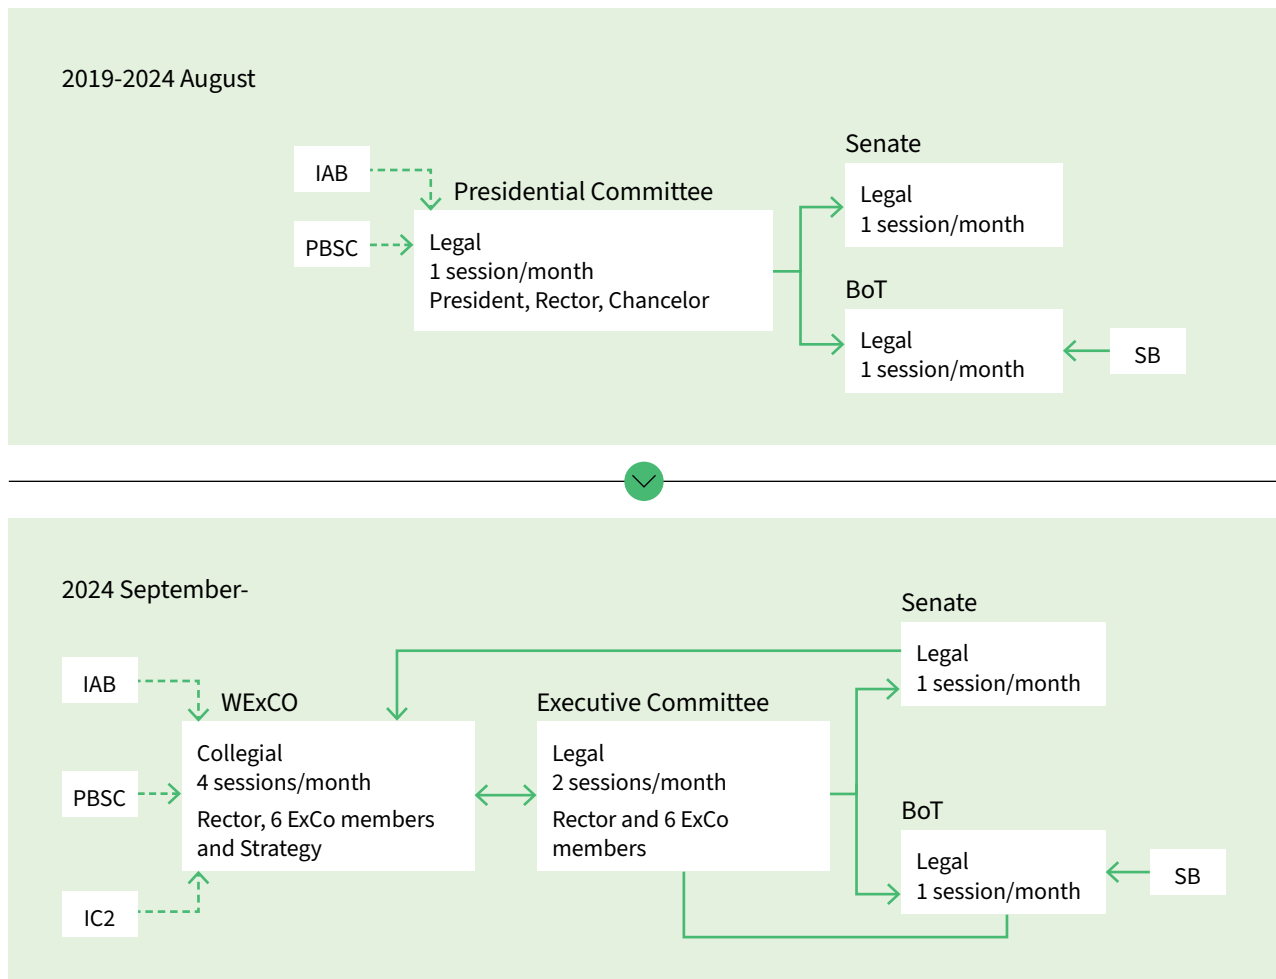 2019-2024 August
IAB
PBSC
Presidential Committee
Legal
1 session/month
President, Rector, Chancelor
Senate
Legal
1 session/month
BoT
Legal
1 session/month
SB
2024 September-
IAB
PBSC
IC2
WExCO
Collegial
4 sessions/month
Rector, 6 ExCo members
and Strategy
Executive Committee
Legal
2 sessions/month
Rector and 6 ExCo
members
Senate
Legal
1 session/month
BoT
Legal
1 session/month
SB